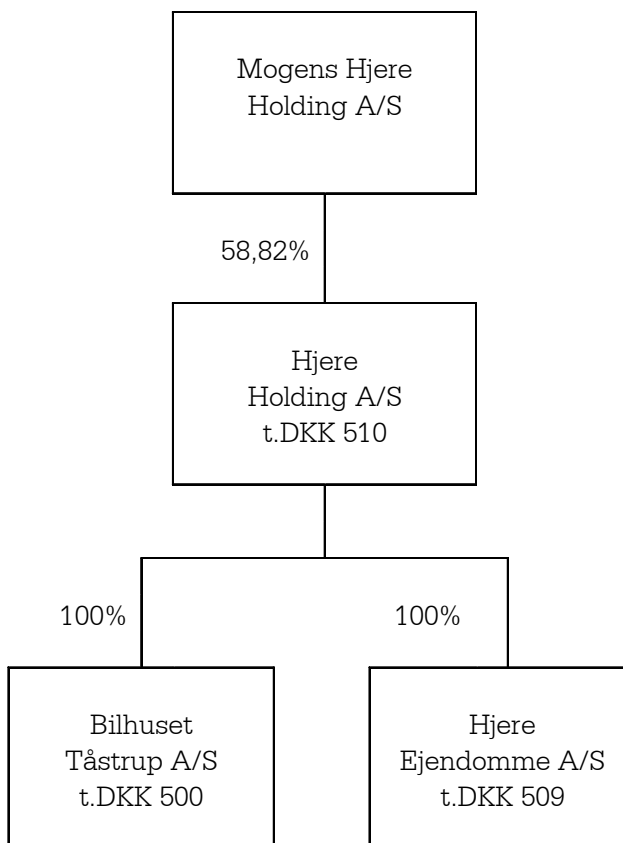 Mogens Hjere
Holding A/S
58,82%
Hjere
Holding A/S
t.DKK 510
100%
100%
Bilhuset
Tåstrup A/S
t.DKK 500
Hjere
Ejendomme A/S
t.DKK 509